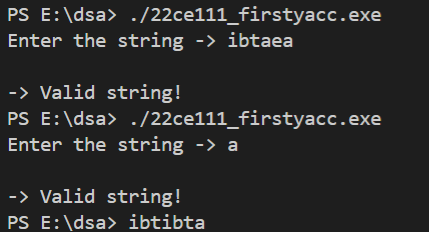 PS E:\dsa> ./22ce111_firstyacc.exe
Enter the string -> ibtaea
-> Valid string!
PS E:\dsa> ./22ce111_firstyacc.exe
Enter the string -> a
-> Valid string!
PS E:\dsa> ibtibta